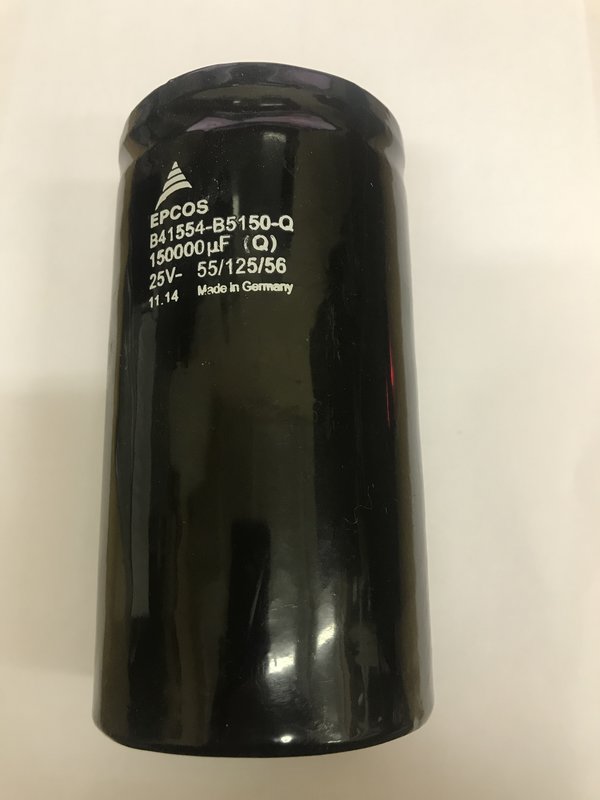 EPCOS
B41554-B5150-Q
150000µF (Q)
25V- 55/125/56
11.14 Made in Germany